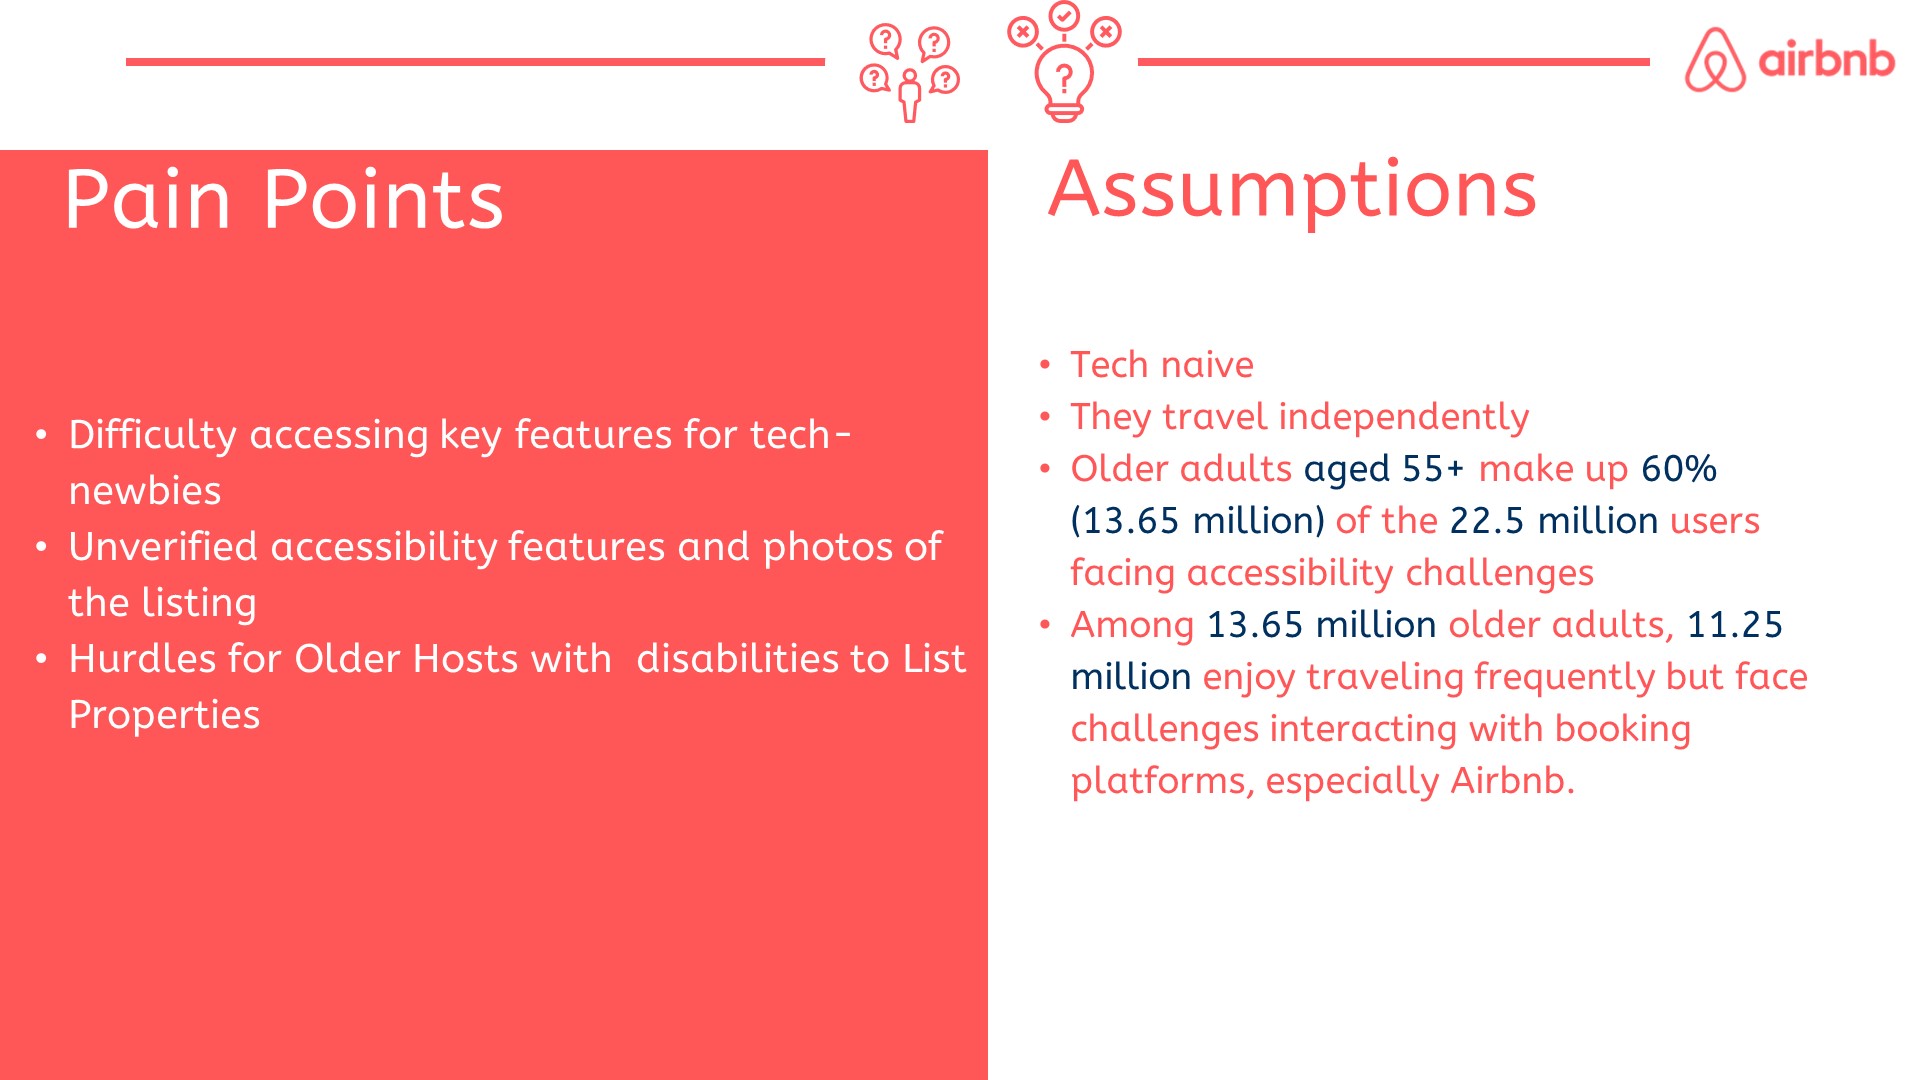 airbnb
Pain Points
• Difficulty accessing key features for tech-
newbies
• Unverified accessibility features and photos of
the listing
• Hurdles for Older Hosts with  disabilities to List
Properties
Assumptions
• Tech naive
• They travel independently
• Older adults aged 55+ make up 60%
(13.65 million) of the 22.5 million users
facing accessibility challenges
• Among 13.65 million older adults, 11.25
million enjoy traveling frequently but face
challenges interacting with booking
platforms, especially Airbnb.